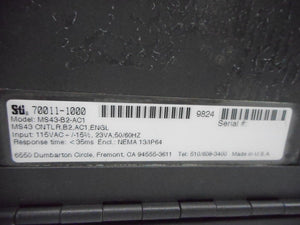 Sti 70011-1000
Model: MS43-B2-AC1
MS43 CNTLR,B2,AC1,ENGL
9824
Serial #:
Input: 115VAC +/-15%, 23VA,50/60HZ
Response time: < 35ms Encl.: NEMA 13/IP64
6550 Dumbarton Circle, Fremont, CA 94555-3611 Tel: 510/608-3400 Made in U.S.A.